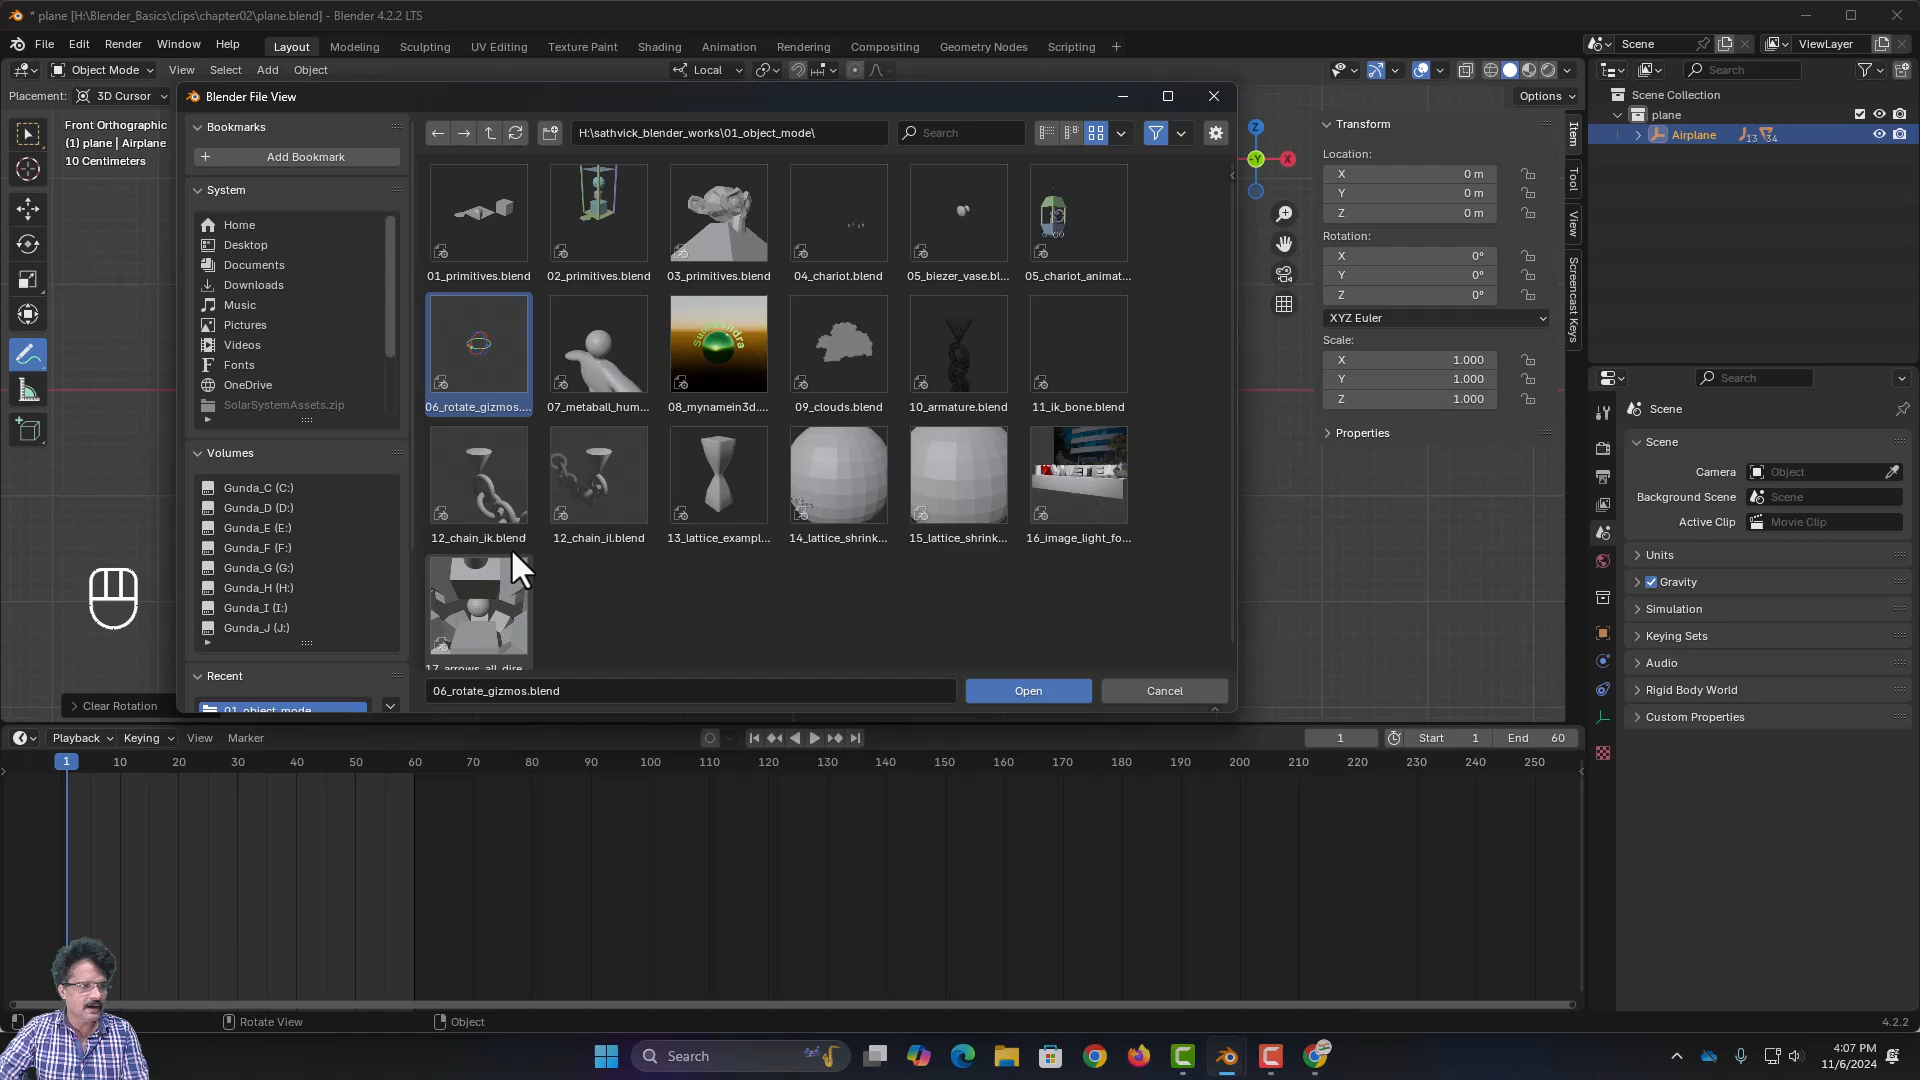 * plane [H:\Blender_Basics\clips\chapter02\plane.blend] - Blender 4.2.2 LTS
File Edit Render Window Help Layout Modeling Sculpting UV Editing Texture Paint Shading Animation Rendering Compositing Geometry Nodes Scripting + Scene ViewLayer
Object Mode View Select Add Object Local Search
Placement: 3D Cursor Options
Front Orthographic
(1) plane | Airplane
10 Centimeters
Blender File View
Bookmarks
Add Bookmark
System
Home
Desktop
Documents
Downloads
Music
Pictures
Videos
Fonts
OneDrive
SolarSystemAssets.zip
Volumes
Gunda_C (C:)
Gunda_D (D:)
Gunda_E (E:)
Gunda_F (F:)
Gunda_G (G:)
Gunda_H (H:)
Gunda_I (I:)
Gunda_J (J:)
Recent
01_object_mode
H:\sathvick_blender_works\01_object_mode\ Search
01_primitives.blend 02_primitives.blend 03_primitives.blend 04_chariot.blend 05_biezer_vase.bl... 05_chariot_animat...
06_rotate_gizmos.... 07_metaball_hum... 08_mynamein3d.... 09_clouds.blend 10_armature.blend 11_ik_bone.blend
12_chain_ik.blend 12_chain_il.blend 13_lattice_exampl... 14_lattice_shrink... 15_lattice_shrink... 16_image_light_fo...
17_arrows_all_dire...
06_rotate_gizmos.blend Open Cancel
Z
-Y X
Transform
Location:
X 0 m
Y 0 m
Z 0 m
Rotation:
X 0°
Y 0°
Z 0°
XYZ Euler
Scale:
X 1.000
Y 1.000
Z 1.000
Properties
Item
Tool
View
Screencast Keys
Scene Collection
plane
Airplane 13 34
Search
Scene
Scene
Camera Object
Background Scene Scene
Active Clip Movie Clip
Units
Gravity
Simulation
Keying Sets
Audio
Rigid Body World
Custom Properties
Clear Rotation
Playback Keying View Marker 1 Start 1 End 60
1 10 20 30 40 50 60 70 80 90 100 110 120 130 140 150 160 170 180 190 200 210 220 230 240 250
Rotate View Object 4.2.2
Search
4:07 PM
11/6/2024